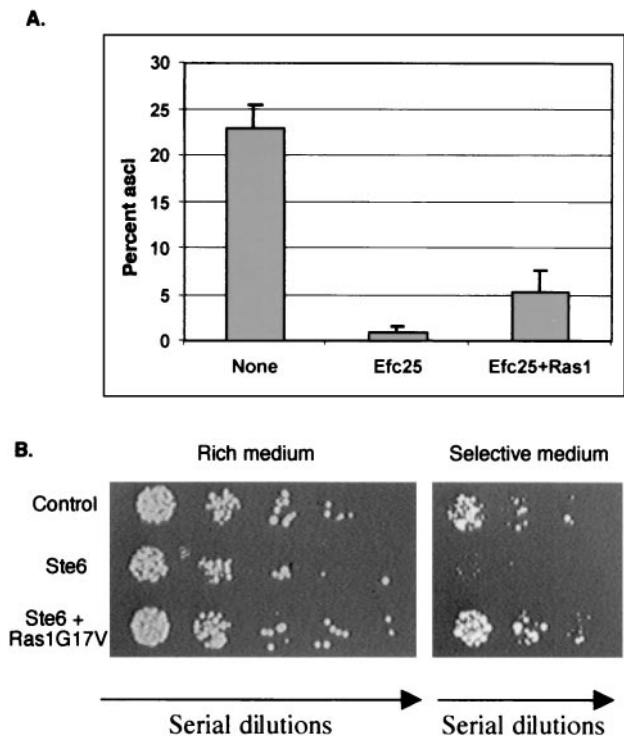 A.
30
25
20
15
10
5
0
Percent asci
None
Efc25
Efc25+Ras1
B.
Rich medium
Selective medium
Control
Ste6
Ste6 +
Ras1G17V
Serial dilutions
Serial dilutions